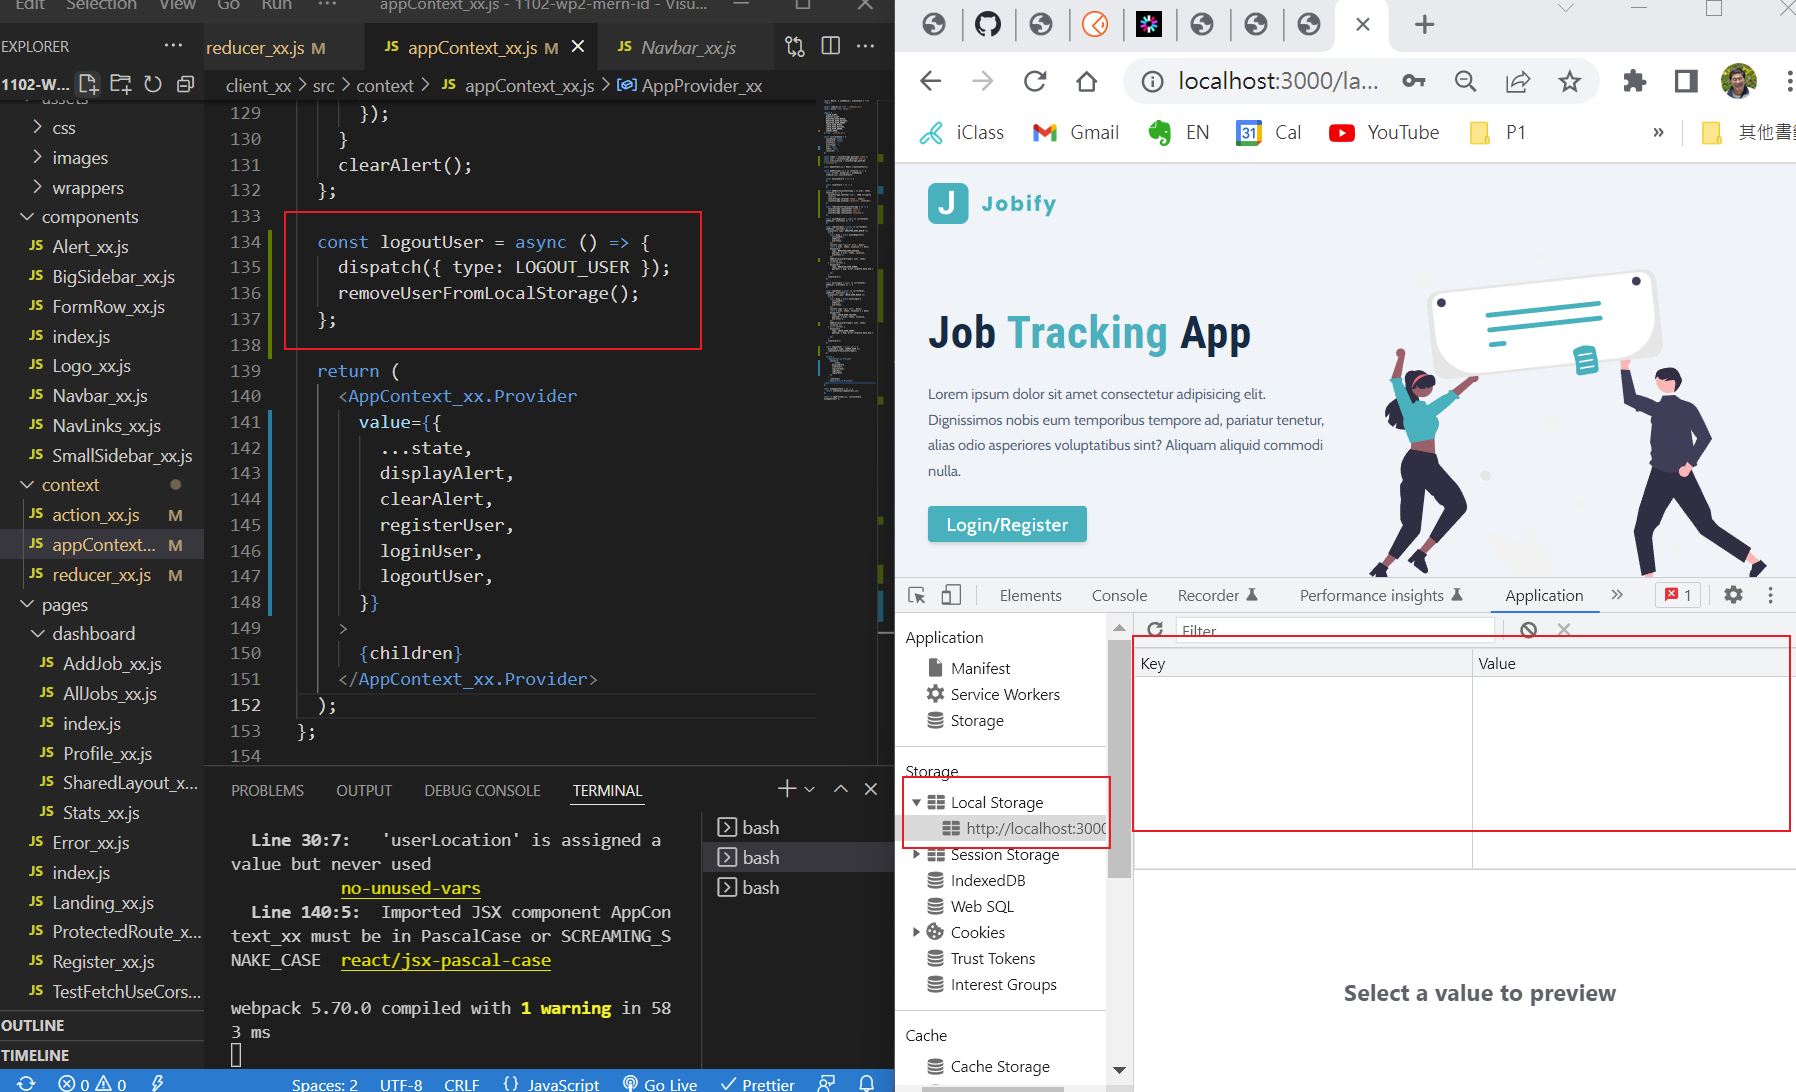 Edit Selection View Go Run ··· appContext_xx.js - 1102-wp2-mern-id - Visu...
EXPLORER ···
reducer_xx.js M
JS appContext_xx.js M
JS Navbar_xx.js
1102-W...
client_xx > src > context > JS appContext_xx.js > AppProvider_xx
assets
css
images
wrappers
components
JS Alert_xx.js
JS BigSidebar_xx.js
JS FormRow_xx.js
JS index.js
JS Logo_xx.js
JS Navbar_xx.js
JS NavLinks_xx.js
JS SmallSidebar_xx.js
context
JS action_xx.js M
JS appContext... M
JS reducer_xx.js M
pages
dashboard
JS AddJob_xx.js
JS AllJobs_xx.js
JS index.js
JS Profile_xx.js
JS SharedLayout_x...
JS Stats_xx.js
JS Error_xx.js
JS index.js
JS Landing_xx.js
JS ProtectedRoute_x...
JS Register_xx.js
JS TestFetchUseCors...
OUTLINE
TIMELINE
129 });
130 }
131 clearAlert();
132 };
133
134 const logoutUser = async () => {
135 dispatch({ type: LOGOUT_USER });
136 removeUserFromLocalStorage();
137 };
138
139 return (
140 <AppContext_xx.Provider
141 value={{
142 ...state,
143 displayAlert,
144 clearAlert,
145 registerUser,
146 loginUser,
147 logoutUser,
148 }}
149 >
150 {children}
151 </AppContext_xx.Provider>
152 );
153 };
154
PROBLEMS OUTPUT DEBUG CONSOLE TERMINAL
Line 30:7: 'userLocation' is assigned a
value but never used
no-unused-vars
Line 140:5: Imported JSX component AppCon
text_xx must be in PascalCase or SCREAMING_S
NAKE_CASE react/jsx-pascal-case
webpack 5.70.0 compiled with 1 warning in 58
3 ms
bash
bash
bash
0 0 Spaces: 2 UTF-8 CRLF {} JavaScript Go Live Prettier
localhost:3000/la...
iClass
Gmail
EN
31 Cal
YouTube
P1
»
其他書籤
J Jobify
Job Tracking App
Lorem ipsum dolor sit amet consectetur adipisicing elit.
Dignissimos nobis eum temporibus tempore ad, pariatur tenetur,
alias odio asperiores voluptatibus sint? Aliquam aliquid commodi
nulla.
Login/Register
Elements Console Recorder Performance insights Application » 1
Filter
Key Value
Application
Manifest
Service Workers
Storage
Storage
Local Storage
http://localhost:3000
Session Storage
IndexedDB
Web SQL
Cookies
Trust Tokens
Interest Groups
Cache
Cache Storage
Select a value to preview